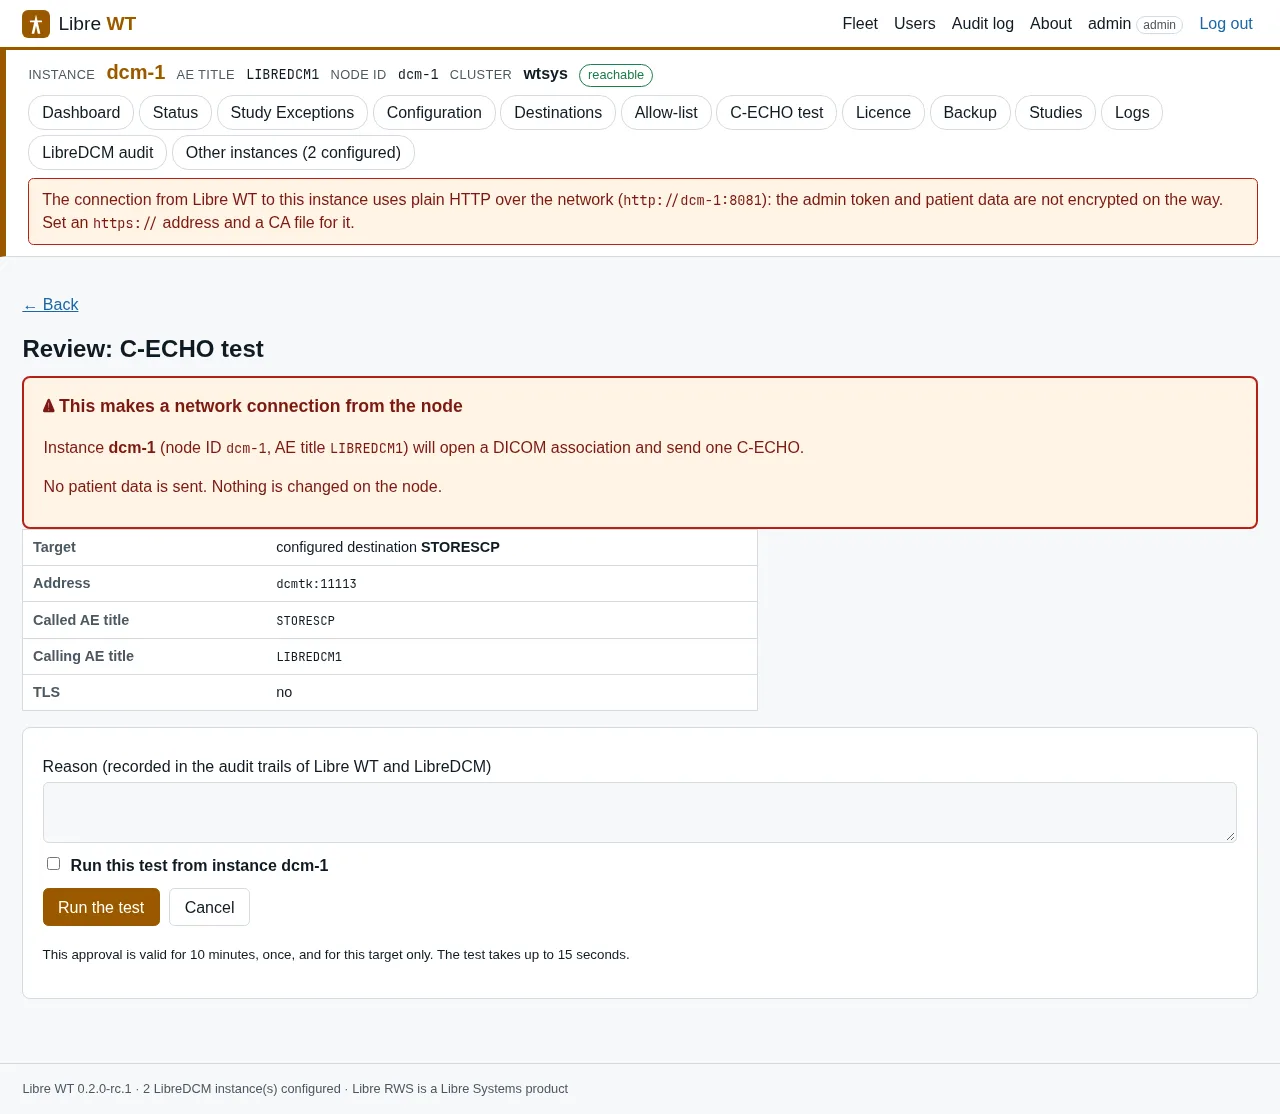 Libre WT
Fleet Users Audit log About admin admin Log out
INSTANCE dcm-1 AE TITLE LIBREDCM1 NODE ID dcm-1 CLUSTER wtsys reachable
Dashboard Status Study Exceptions Configuration Destinations Allow-list C-ECHO test Licence Backup Studies Logs
LibreDCM audit Other instances (2 configured)
The connection from Libre WT to this instance uses plain HTTP over the network (http://dcm-1:8081): the admin token and patient data are not encrypted on the way.
Set an https:// address and a CA file for it.
← Back
Review: C-ECHO test
This makes a network connection from the node
Instance dcm-1 (node ID dcm-1, AE title LIBREDCM1) will open a DICOM association and send one C-ECHO.
No patient data is sent. Nothing is changed on the node.
Target configured destination STORESCP
Address dcmtk:11113
Called AE title STORESCP
Calling AE title LIBREDCM1
TLS no
Reason (recorded in the audit trails of Libre WT and LibreDCM)
Run this test from instance dcm-1
Run the test Cancel
This approval is valid for 10 minutes, once, and for this target only. The test takes up to 15 seconds.
Libre WT 0.2.0-rc.1 · 2 LibreDCM instance(s) configured · Libre RWS is a Libre Systems product